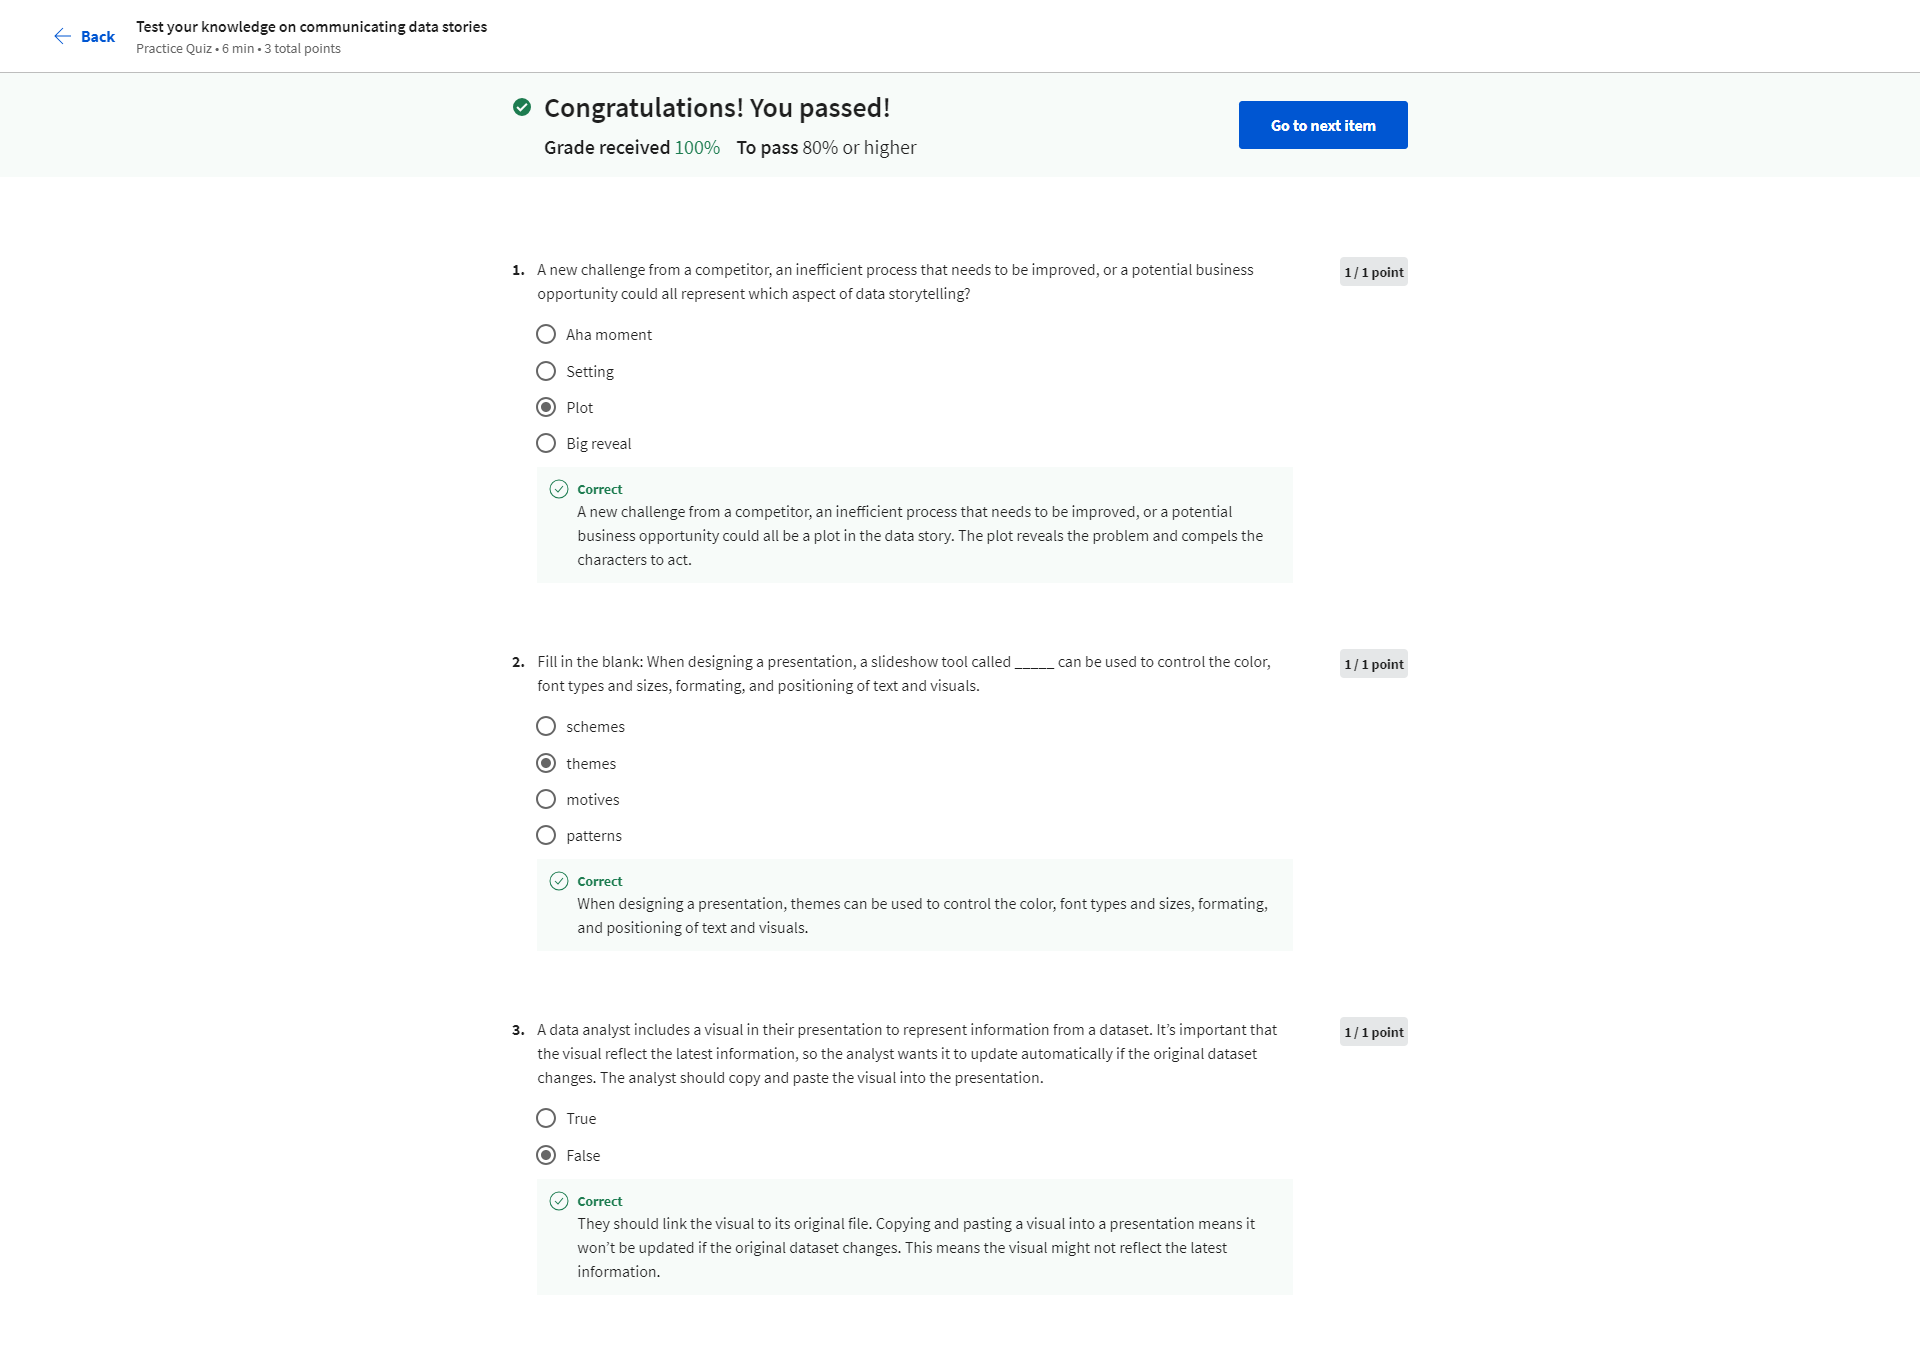 Back
Test your knowledge on communicating data stories
Practice Quiz • 6 min • 3 total points
Congratulations! You passed!
Grade received 100% To pass 80% or higher
Go to next item
1. A new challenge from a competitor, an inefficient process that needs to be improved, or a potential business
opportunity could all represent which aspect of data storytelling?
1 / 1 point
Aha moment
Setting
Plot
Big reveal
Correct
A new challenge from a competitor, an inefficient process that needs to be improved, or a potential
business opportunity could all be a plot in the data story. The plot reveals the problem and compels the
characters to act.
2. Fill in the blank: When designing a presentation, a slideshow tool called _____ can be used to control the color,
font types and sizes, formating, and positioning of text and visuals.
1 / 1 point
schemes
themes
motives
patterns
Correct
When designing a presentation, themes can be used to control the color, font types and sizes, formating,
and positioning of text and visuals.
3. A data analyst includes a visual in their presentation to represent information from a dataset. It’s important that
the visual reflect the latest information, so the analyst wants it to update automatically if the original dataset
changes. The analyst should copy and paste the visual into the presentation.
1 / 1 point
True
False
Correct
They should link the visual to its original file. Copying and pasting a visual into a presentation means it
won’t be updated if the original dataset changes. This means the visual might not reflect the latest
information.